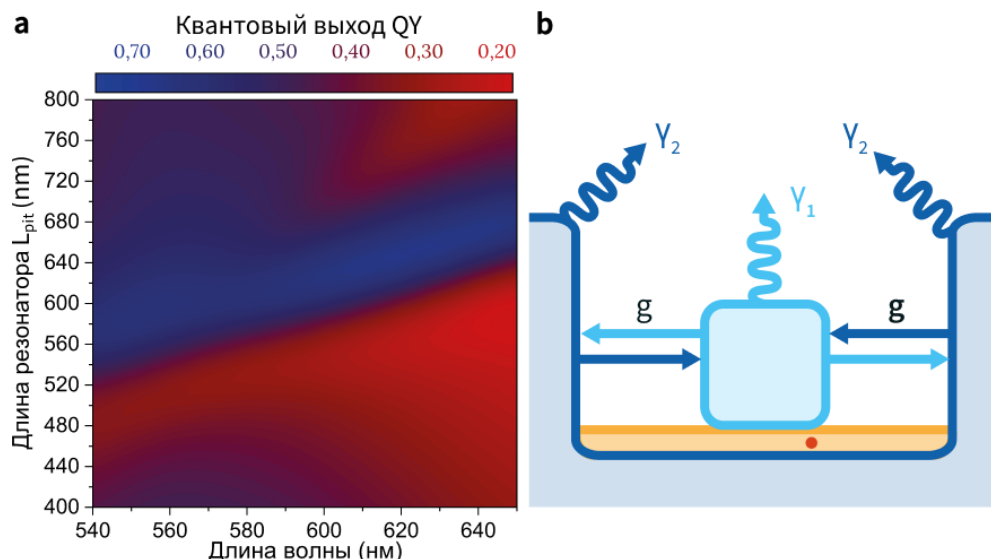 a
Квантовый выход QY
0,70 0,60 0,50 0,40 0,30 0,20
Длина резонатора Lpit (nm)
800
760
720
680
640
600
560
520
480
440
400
540 560 580 600 620 640
Длина волны (нм)
b
γ2 γ2
γ1
g g